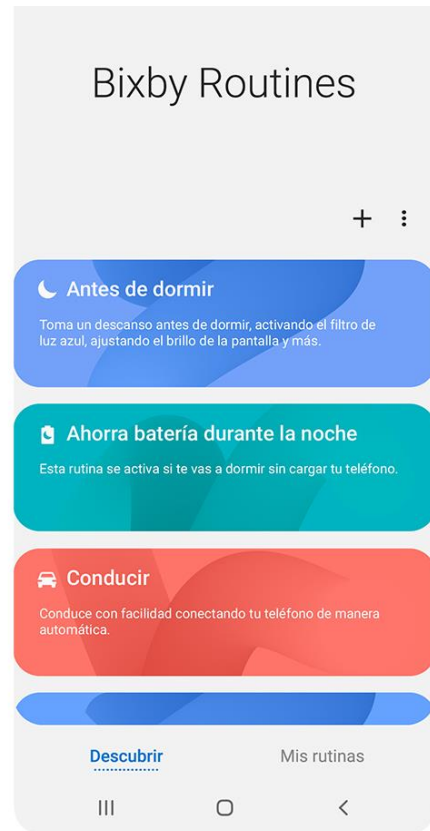 Bixby Routines
Antes de dormir
Toma un descanso antes de dormir, activando el filtro de
luz azul, ajustando el brillo de la pantalla y más.
Ahorra batería durante la noche
Esta rutina se activa si te vas a dormir sin cargar tu teléfono.
Conducir
Conduce con facilidad conectando tu teléfono de manera
automática.
Descubrir
Mis rutinas